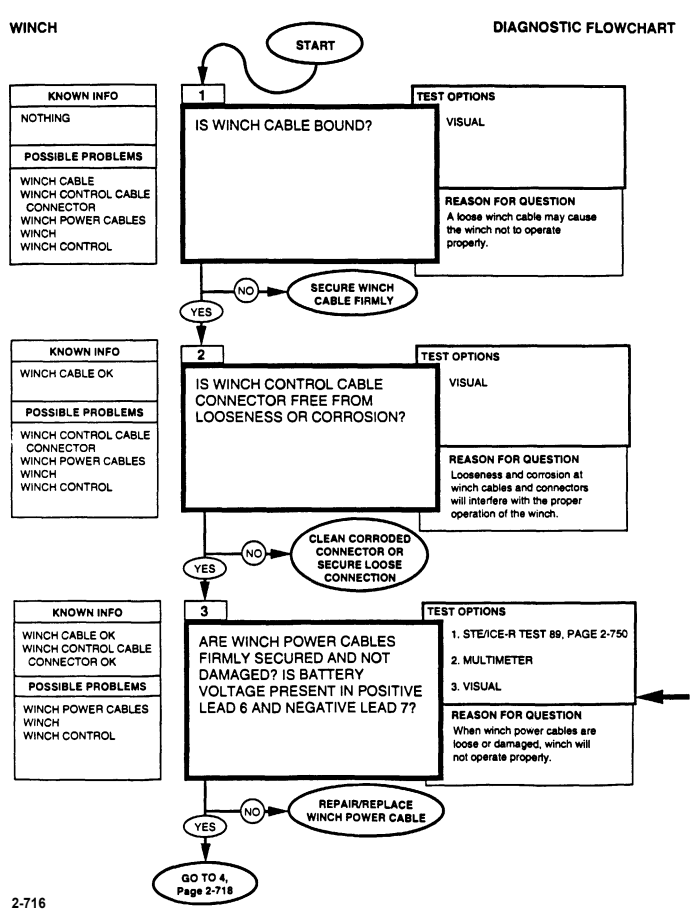 WINCH
DIAGNOSTIC FLOWCHART
START
KNOWN INFO
NOTHING
POSSIBLE PROBLEMS
WINCH CABLE
WINCH CONTROL CABLE
CONNECTOR
WINCH POWER CABLES
WINCH
WINCH CONTROL
1
IS WINCH CABLE BOUND?
TEST OPTIONS
VISUAL
REASON FOR QUESTION
A loose winch cable may cause
the winch not to operate
properly.
NO
SECURE WINCH
CABLE FIRMLY
YES
KNOWN INFO
WINCH CABLE OK
POSSIBLE PROBLEMS
WINCH CONTROL CABLE
CONNECTOR
WINCH POWER CABLES
WINCH
WINCH CONTROL
2
IS WINCH CONTROL CABLE
CONNECTOR FREE FROM
LOOSENESS OR CORROSION?
TEST OPTIONS
VISUAL
REASON FOR QUESTION
Looseness and corrosion at
winch cables and connectors
will interfere with the proper
operation of the winch.
NO
CLEAN CORRODED
CONNECTOR OR
SECURE LOOSE
CONNECTION
YES
KNOWN INFO
WINCH CABLE OK
WINCH CONTROL CABLE
CONNECTOR OK
POSSIBLE PROBLEMS
WINCH POWER CABLES
WINCH
WINCH CONTROL
3
ARE WINCH POWER CABLES
FIRMLY SECURED AND NOT
DAMAGED? IS BATTERY
VOLTAGE PRESENT IN POSITIVE
LEAD 6 AND NEGATIVE LEAD 7?
TEST OPTIONS
1. STE/ICE-R TEST 89, PAGE 2-750
2. MULTIMETER
3. VISUAL
REASON FOR QUESTION
When winch power cables are
loose or damaged, winch will
not operate properly.
NO
REPAIR/REPLACE
WINCH POWER CABLE
YES
GO TO 4,
Page 2-718
2-716